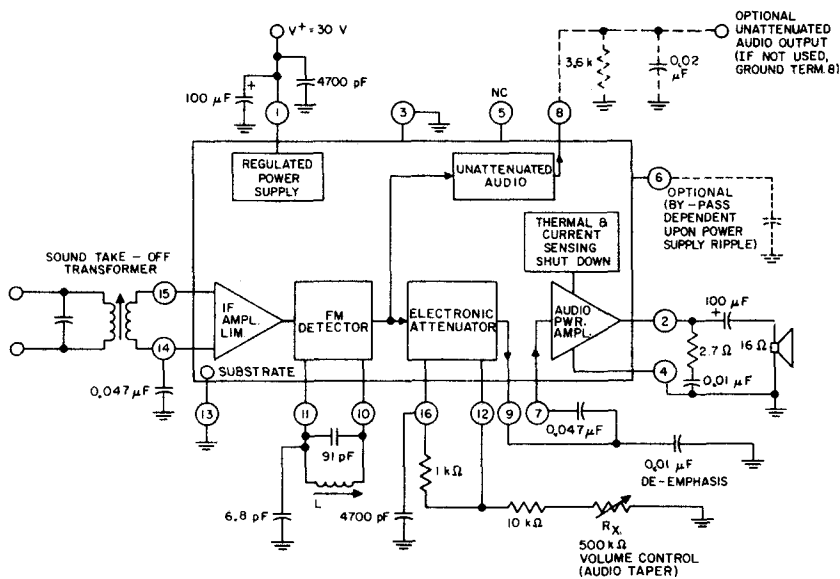 V⁺ = 30 V
100 µF
+
4700 pF
1
3
NC
5
8
3.6 k
0.02
µF
OPTIONAL
UNATTENUATED
AUDIO OUTPUT
(IF NOT USED,
GROUND TERM. 8)
REGULATED
POWER
SUPPLY
UNATTENUATED
AUDIO
6
OPTIONAL
(BY-PASS
DEPENDENT
UPON POWER
SUPPLY RIPPLE)
THERMAL &
CURRENT
SENSING
SHUT DOWN
SOUND TAKE-OFF
TRANSFORMER
15
14
IF
AMPL.
LIM
FM
DETECTOR
ELECTRONIC
ATTENUATOR
AUDIO
PWR.
AMPL.
2
100 µF
+
16 Ω
2.7 Ω
4
0.01 µF
0.047 µF
SUBSTRATE
13
11
10
16
12
9
7
0.047 µF
91 pF
L
6.8 pF
4700 pF
1 kΩ
0.01 µF
DE-EMPHASIS
10 kΩ
RX
500 kΩ
VOLUME CONTROL
(AUDIO TAPER)